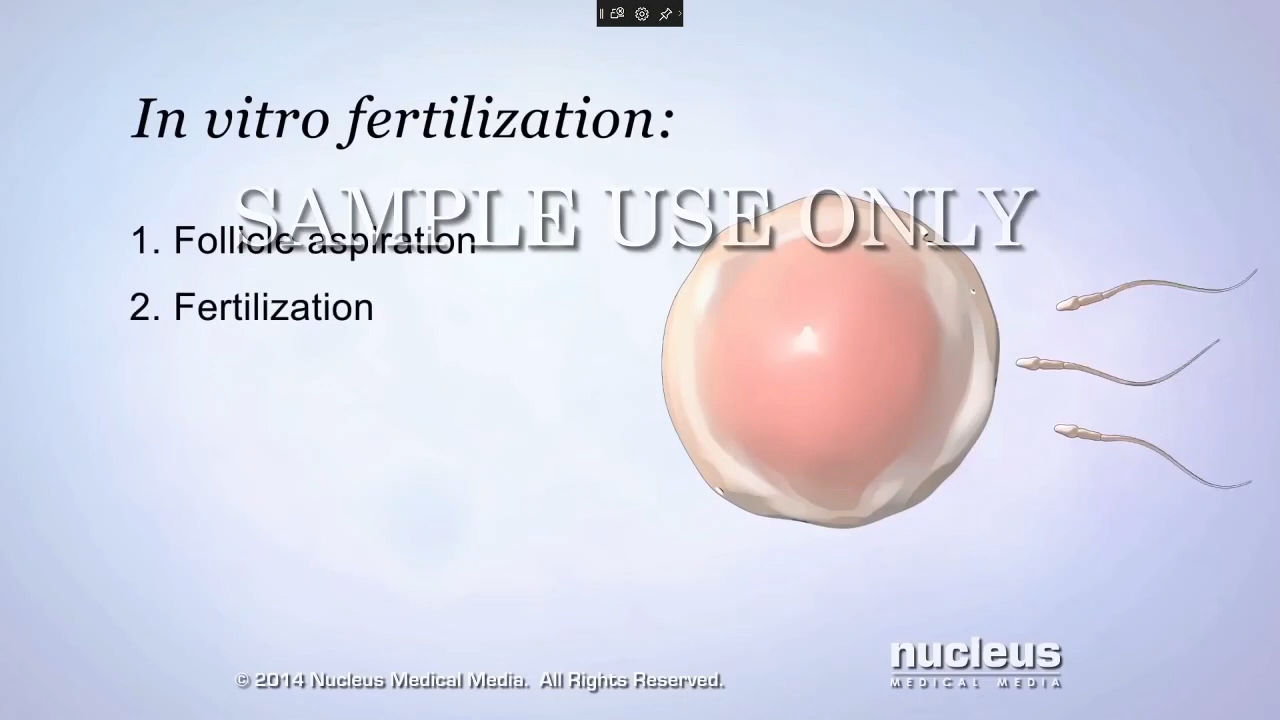 In vitro fertilization:
SAMPLE USE ONLY
1. Follicle aspiration
2. Fertilization
nucleus
MEDICAL MEDIA
© 2014 Nucleus Medical Media. All Rights Reserved.